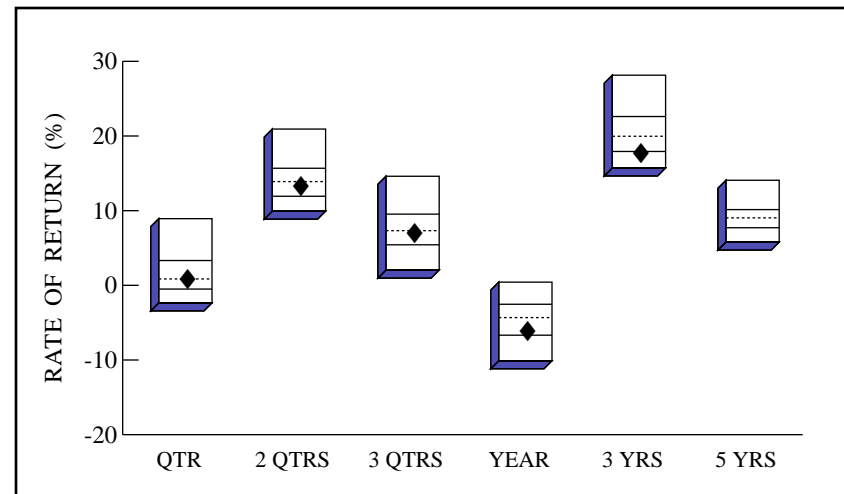 RATE OF RETURN (%)
30
20
10
0
-10
-20
QTR
2 QTRS
3 QTRS
YEAR
3 YRS
5 YRS